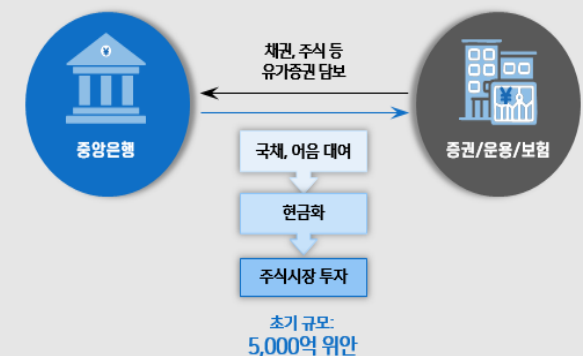 채권, 주식 등
유가증권 담보
¥
중앙은행
¥
증권/운용/보험
국채, 어음 대여
현금화
주식시장 투자
초기 규모:
5,000억 위안